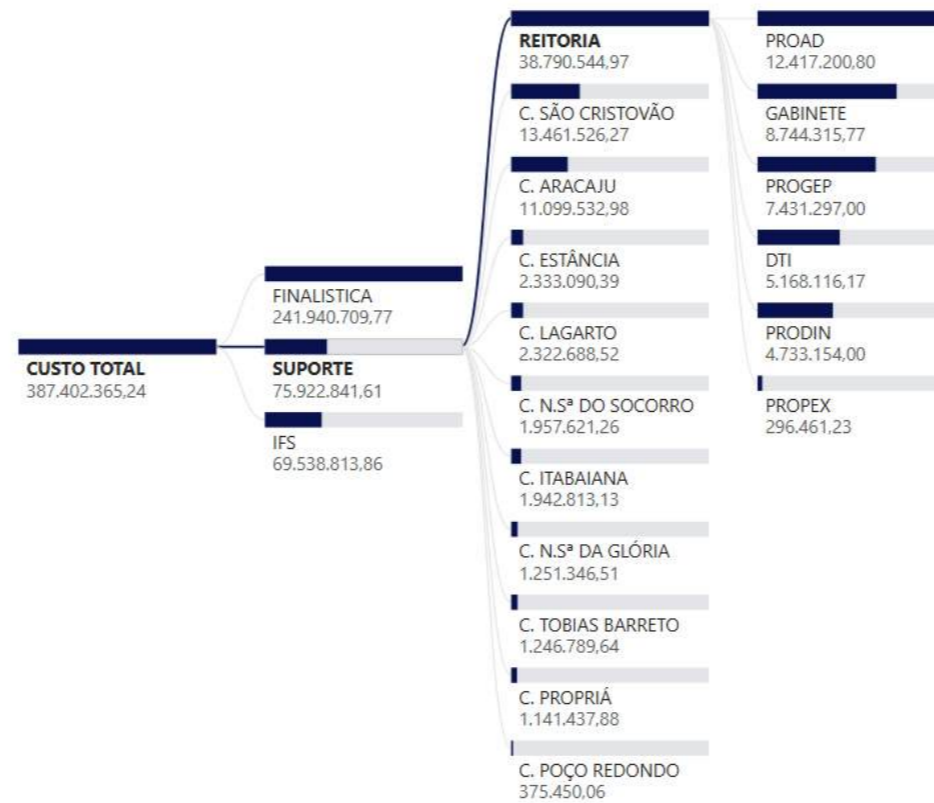 CUSTO TOTAL
387.402.365,24
FINALISTICA
241.940.709,77
SUPORTE
75.922.841,61
IFS
69.538.813,86
REITORIA
38.790.544,97
C. SÃO CRISTOVÃO
13.461.526,27
C. ARACAJU
11.099.532,98
C. ESTÂNCIA
2.333.090,39
C. LAGARTO
2.322.688,52
C. N.Sª DO SOCORRO
1.957.621,26
C. ITABAIANA
1.942.813,13
C. N.Sª DA GLÓRIA
1.251.346,51
C. TOBIAS BARRETO
1.246.789,64
C. PROPRIÁ
1.141.437,88
C. POÇO REDONDO
375.450,06
PROAD
12.417.200,80
GABINETE
8.744.315,77
PROGEP
7.431.297,00
DTI
5.168.116,17
PRODIN
4.733.154,00
PROPEX
296.461,23